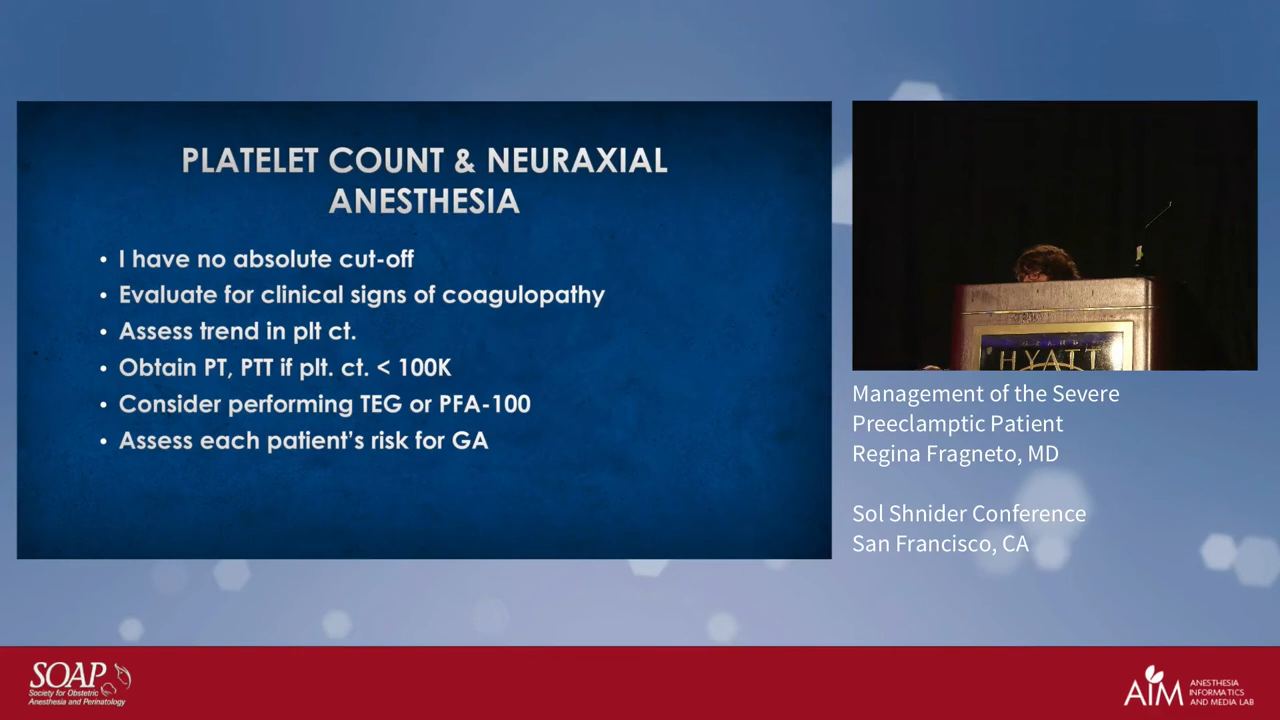 PLATELET COUNT & NEURAXIAL
ANESTHESIA
• I have no absolute cut-off
• Evaluate for clinical signs of coagulopathy
• Assess trend in plt ct.
• Obtain PT, PTT if plt. ct. < 100K
• Consider performing TEG or PFA-100
• Assess each patient's risk for GA
HYATT
Management of the Severe
Preeclamptic Patient
Regina Fragneto, MD
Sol Shnider Conference
San Francisco, CA
SOAP
Society for Obstetric
Anesthesia and Perinatology
AIM
ANESTHESIA
INFORMATICS
AND MEDIA LAB